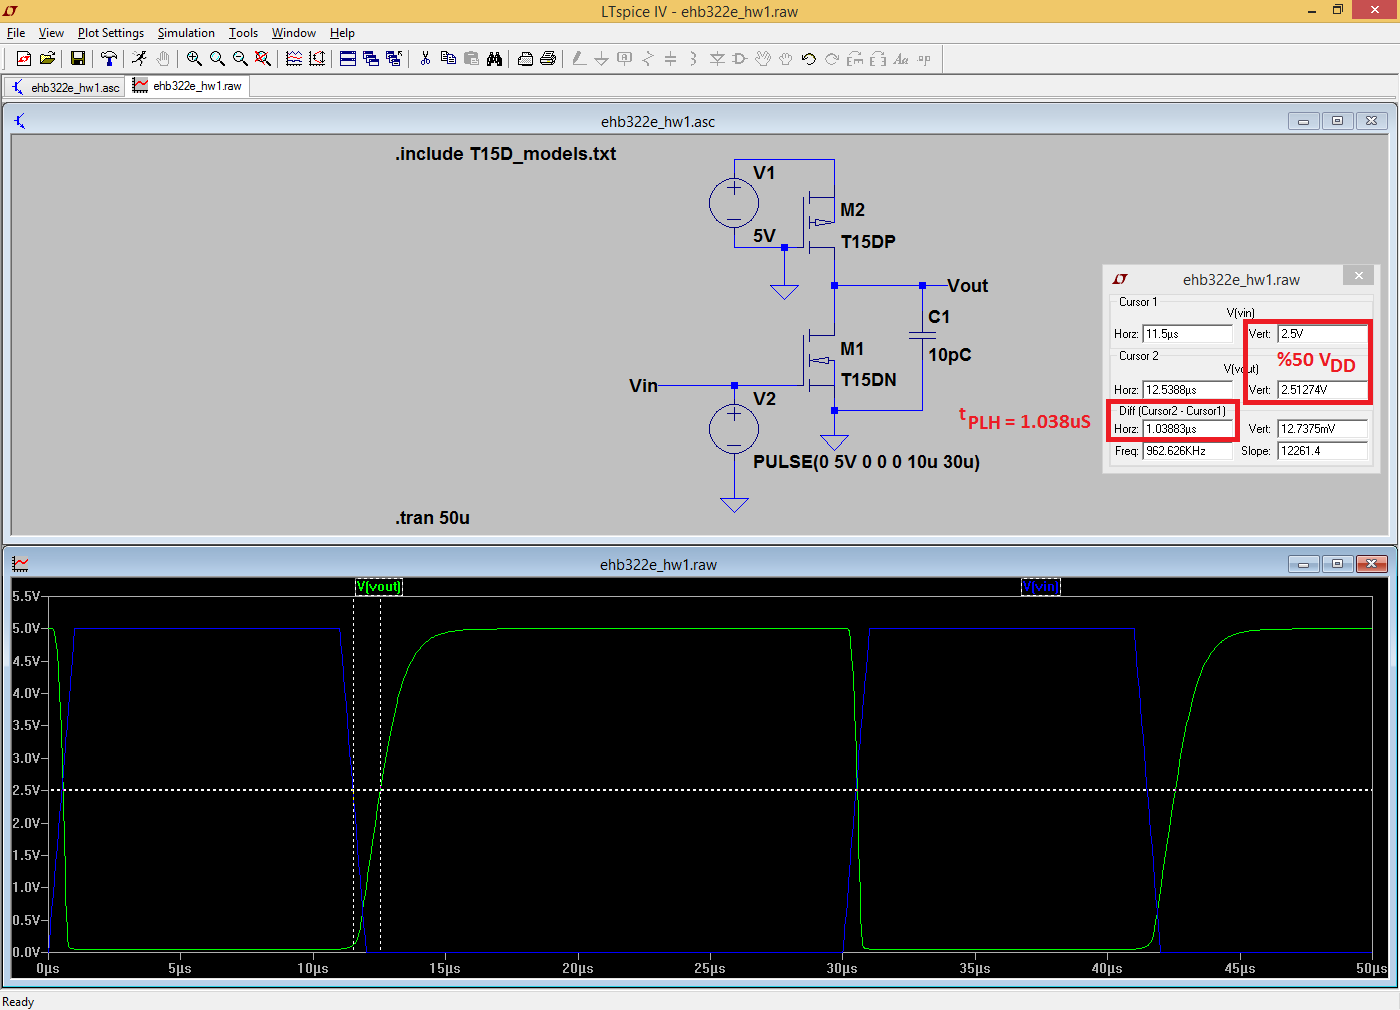 LTspice IV - ehb322e_hw1.raw
File View Plot Settings Simulation Tools Window Help
ehb322e_hw1.asc ehb322e_hw1.raw
ehb322e_hw1.asc
.include T15D_models.txt
V1
5V
M2
T15DP
Vout
C1
10pC
M1
T15DN
Vin
V2
PULSE(0 5V 0 0 0 10u 30u)
.tran 50u
tPLH = 1.038uS
ehb322e_hw1.raw
Cursor 1
V(vin)
Horz: 11.5µs Vert: 2.5V
%50 VDD
Cursor 2
V(vout)
Horz: 12.5388µs Vert: 2.51274V
Diff (Cursor2 - Cursor1)
Horz: 1.03883µs Vert: 12.7375mV
Freq: 962.626KHz Slope: 12261.4
ehb322e_hw1.raw
V(vout) V(vin)
5.5V
5.0V
4.5V
4.0V
3.5V
3.0V
2.5V
2.0V
1.5V
1.0V
0.5V
0.0V
0µs 5µs 10µs 15µs 20µs 25µs 30µs 35µs 40µs 45µs 50µs
Ready